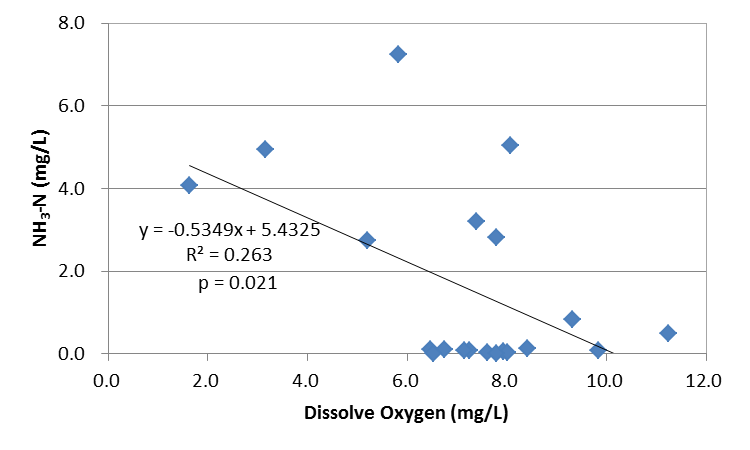 8.0
6.0
4.0
2.0
0.0
NH₃-N (mg/L)
y = -0.5349x + 5.4325
R² = 0.263
p = 0.021
0.0 2.0 4.0 6.0 8.0 10.0 12.0
Dissolve Oxygen (mg/L)